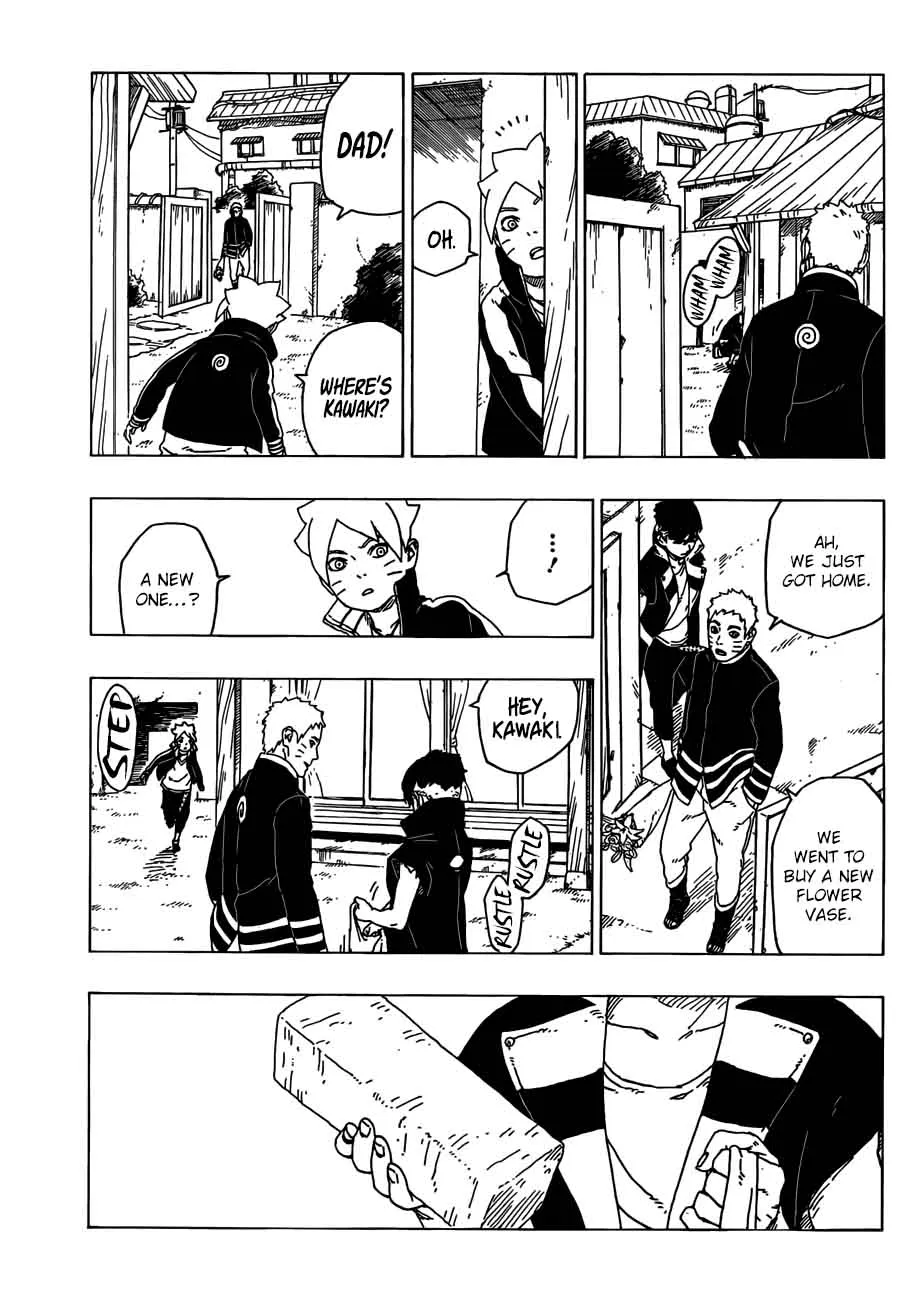 WHAM
WHAM
OH.
DAD!
WHERE'S
KAWAKI?
AH,
WE JUST
GOT HOME.
WE
WENT TO
BUY A NEW
FLOWER
VASE.
...!
A NEW
ONE...?
HEY,
KAWAKI.
RUSTLE
RUSTLE
STEP